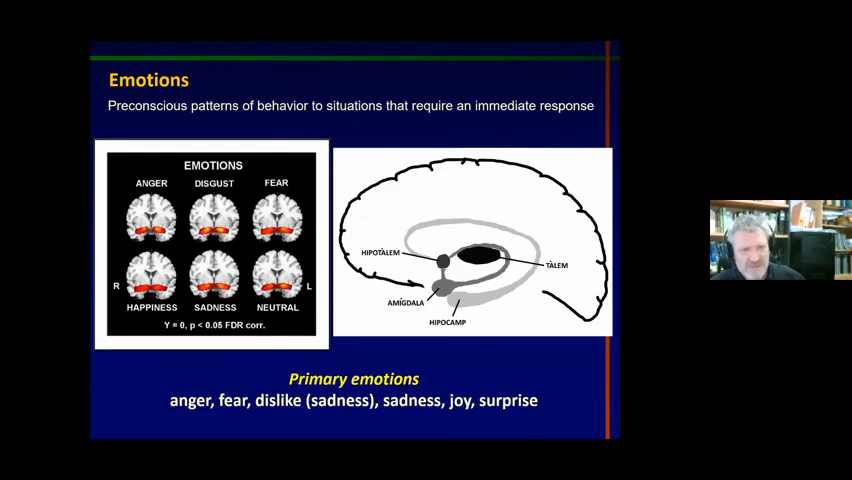 Emotions
Preconscious patterns of behavior to situations that require an immediate response
EMOTIONS
ANGER DISGUST FEAR
R L
HAPPINESS SADNESS NEUTRAL
Y = 0, p < 0.05 FDR corr.
HIPOTÀLEM
TÀLEM
AMÍGDALA
HIPOCAMP
Primary emotions
anger, fear, dislike (sadness), sadness, joy, surprise